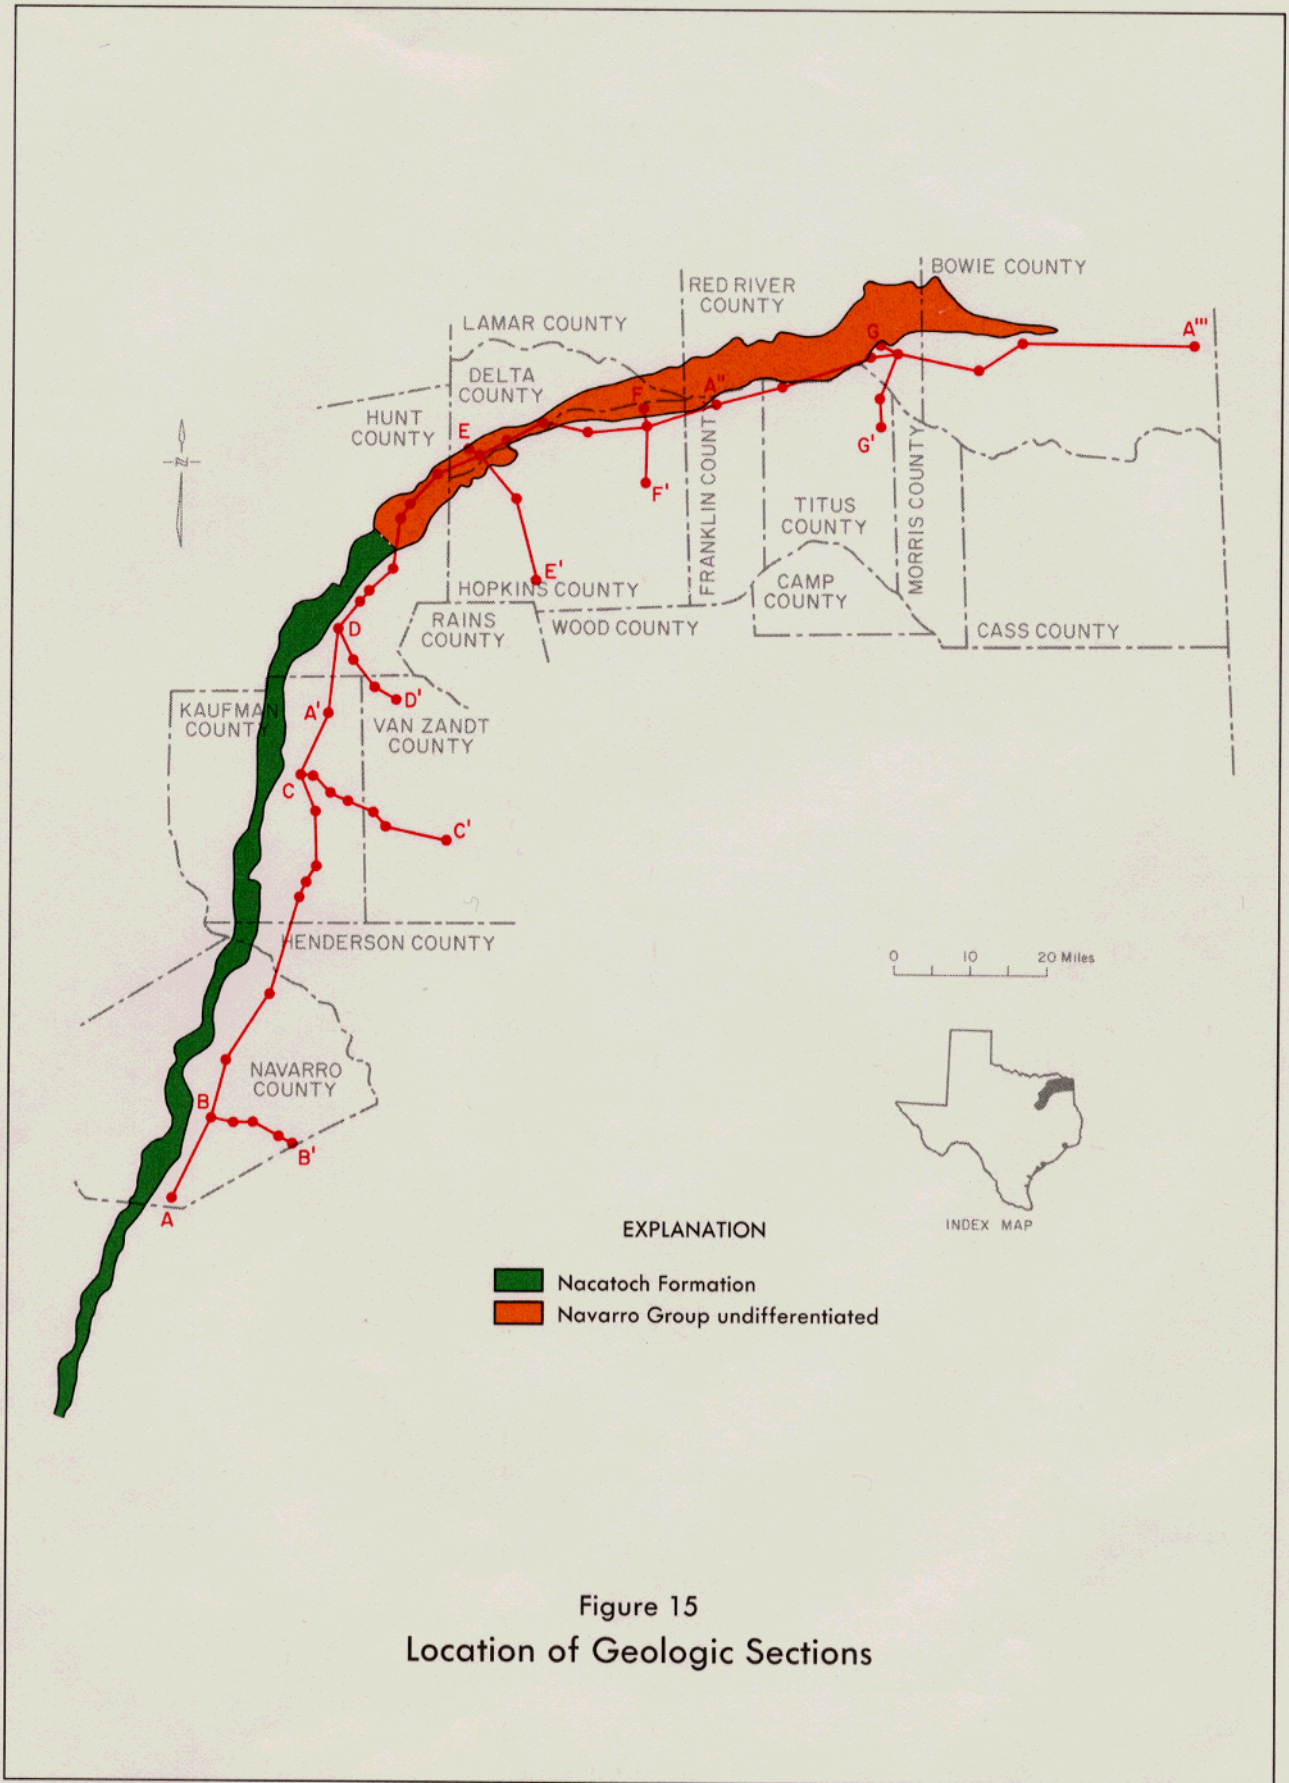 BOWIE COUNTY
RED RIVER
COUNTY
LAMAR COUNTY
A'''
G
DELTA
COUNTY
A''
F
HUNT
COUNTY
E
G'
F'
FRANKLIN COUNT
MORRIS COUNTY
TITUS
COUNTY
N
E'
HOPKINS COUNTY
CAMP
COUNTY
RAINS
COUNTY
D
WOOD COUNTY
CASS COUNTY
D'
KAUFMAN
COUNTY
A'
VAN ZANDT
COUNTY
C
C'
HENDERSON COUNTY
0 10 20 Miles
NAVARRO
COUNTY
B
B'
A
INDEX MAP
EXPLANATION
Nacatoch Formation
Navarro Group undifferentiated
Figure 15
Location of Geologic Sections